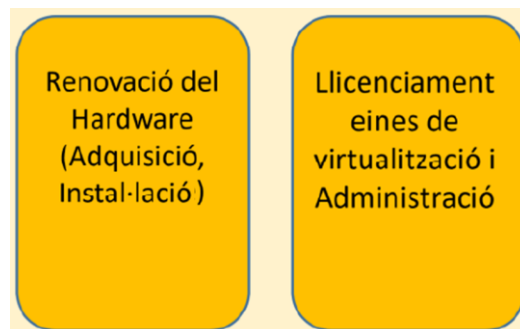 Renovació del
Hardware
(Adquisició,
Instal·lació)
Llicenciament
eines de
virtualització i
Administració